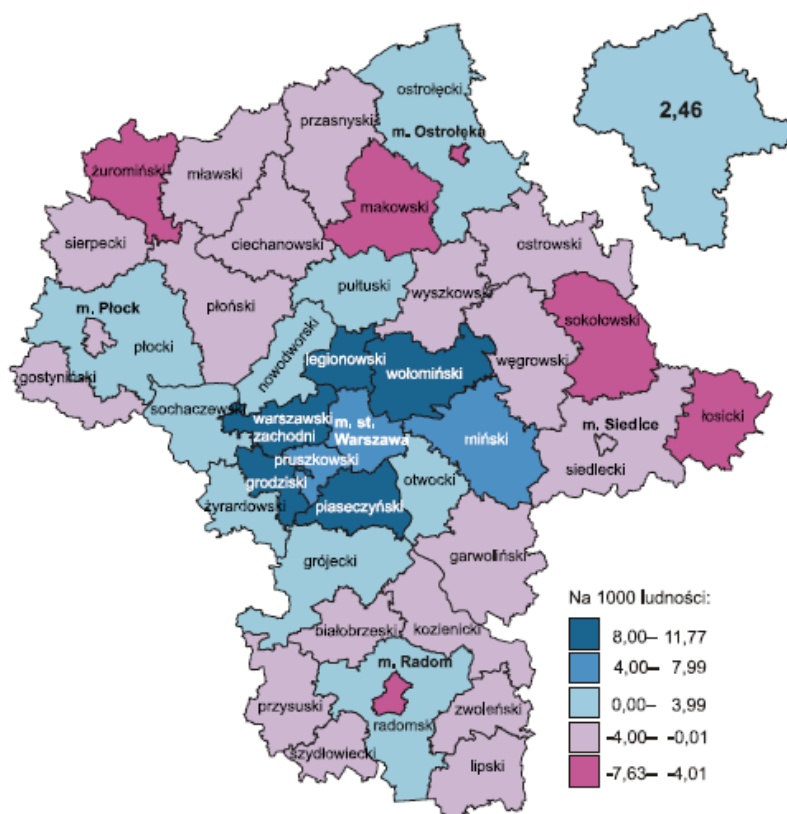 ostrołęcki
2,46
przasnyski
m. Ostrołęka
żuromiński
mławski
makowski
sierpecki
ciechanowski
ostrowski
pułtuski
wyszkowski
m. Płock
płoński
sokołowski
płocki
nowodworski
legionowski
wołomiński
węgrowski
gostyniński
sochaczewski
warszawski
zachodni
m. st.
Warszawa
miński
m. Siedlce
łosicki
pruszkowski
siedlecki
grodziski
otwocki
żyrardowski
piaseczyński
grójecki
garwoliński
Na 1000 ludności:
białobrzeski
kozienicki
8,00– 11,77
m. Radom
4,00– 7,99
przysuski
zwoleński
0,00– 3,99
radomski
-4,00– -0,01
szydłowiecki
lipski
-7,63– -4,01